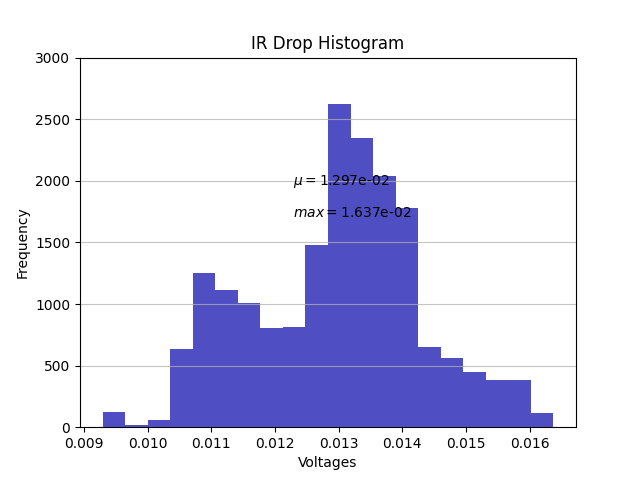 IR Drop Histogram
3000
2500
2000
1500
1000
500
0
Frequency
μ = 1.297e-02
max = 1.637e-02
0.009 0.010 0.011 0.012 0.013 0.014 0.015 0.016
Voltages